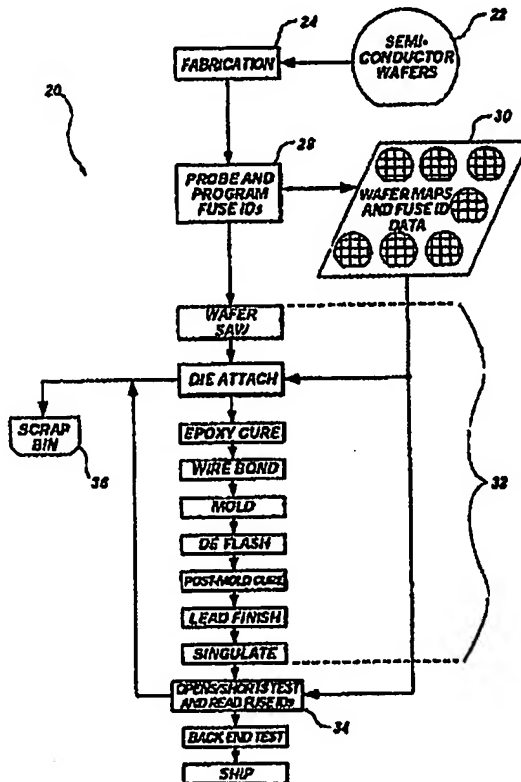 24
22
SEMI-
CONDUCTOR
WAFERS
FABRICATION
20
28
30
PROBE AND
PROGRAM
FUSE IDs
WAFER MAPS
AND FUSE ID
DATA
WAFER
SAW
DIE ATTACH
SCRAP
BIN
36
EPOXY CURE
WIRE BOND
MOLD
32
DE FLASH
POST-MOLD CURE
LEAD FINISH
SINGULATE
OPENS/SHORTS TEST
AND READ FUSE IDs
34
BACK END TEST
SHIP